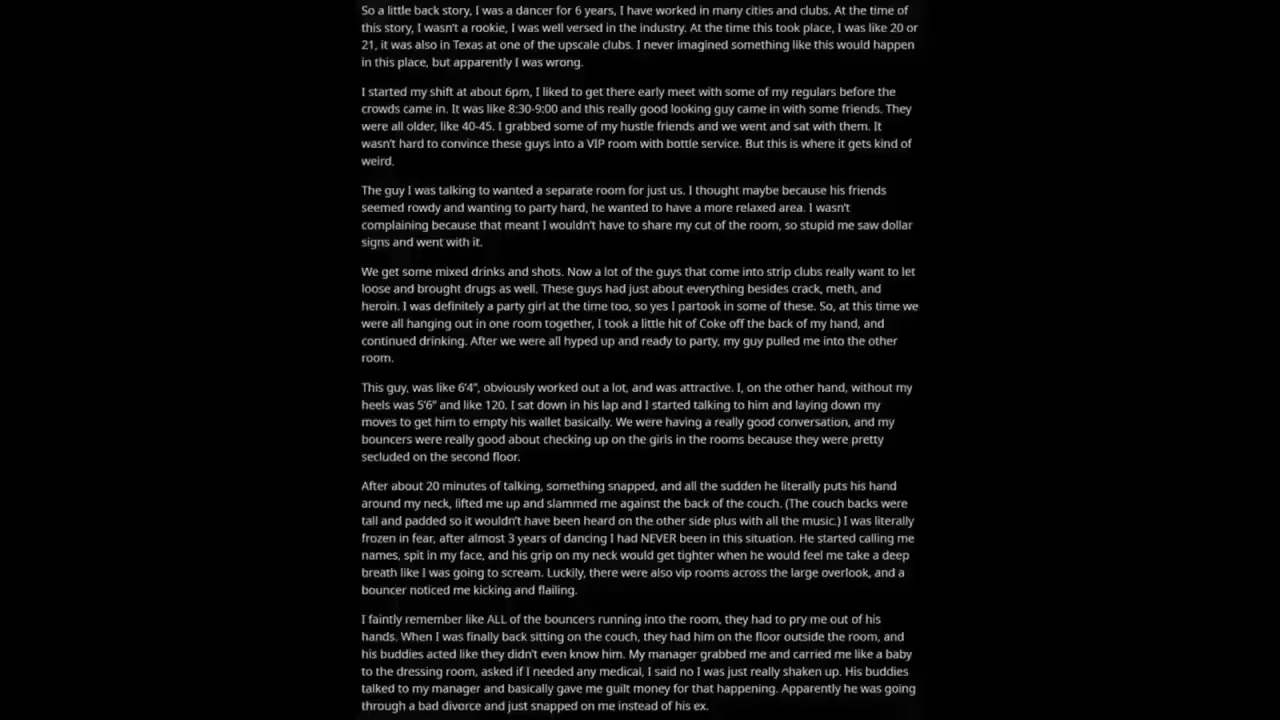 So a little back story, I was a dancer for 6 years, I have worked in many cities and clubs. At the time of
this story, I wasn't a rookie, I was well versed in the industry. At the time this took place, I was like 20 or
21, it was also in Texas at one of the upscale clubs. I never imagined something like this would happen
in this place, but apparently I was wrong.
I started my shift at about 6pm, I liked to get there early meet with some of my regulars before the
crowds came in. It was like 8:30-9:00 and this really good looking guy came in with some friends. They
were all older, like 40-45. I grabbed some of my hustle friends and we went and sat with them. It
wasn't hard to convince these guys into a VIP room with bottle service. But this is where it gets kind of
weird.
The guy I was talking to wanted a separate room for just us. I thought maybe because his friends
seemed rowdy and wanting to party hard, he wanted to have a more relaxed area. I wasn't
complaining because that meant I wouldn't have to share my cut of the room, so stupid me saw dollar
signs and went with it.
We get some mixed drinks and shots. Now a lot of the guys that come into strip clubs really want to let
loose and brought drugs as well. These guys had just about everything besides crack, meth, and
heroin. I was definitely a party girl at the time too, so yes I partook in some of these. So, at this time we
were all hanging out in one room together, I took a little hit of Coke off the back of my hand, and
continued drinking. After we were all hyped up and ready to party, my guy pulled me into the other
room.
This guy, was like 6'4", obviously worked out a lot, and was attractive. I, on the other hand, without my
heels was 5'6" and like 120. I sat down in his lap and I started talking to him and laying down my
moves to get him to empty his wallet basically. We were having a really good conversation, and my
bouncers were really good about checking up on the girls in the rooms because they were pretty
secluded on the second floor.
After about 20 minutes of talking, something snapped, and all the sudden he literally puts his hand
around my neck, lifted me up and slammed me against the back of the couch. (The couch backs were
tall and padded so it wouldn't have been heard on the other side plus with all the music.) I was literally
frozen in fear, after almost 3 years of dancing I had NEVER been in this situation. He started calling me
names, spit in my face, and his grip on my neck would get tighter when he would feel me take a deep
breath like I was going to scream. Luckily, there were also vip rooms across the large overlook, and a
bouncer noticed me kicking and flailing.
I faintly remember like ALL of the bouncers running into the room, they had to pry me out of his
hands. When I was finally back sitting on the couch, they had him on the floor outside the room, and
his buddies acted like they didn't even know him. My manager grabbed me and carried me like a baby
to the dressing room, asked if I needed any medical, I said no I was just really shaken up. His buddies
talked to my manager and basically gave me guilt money for that happening. Apparently he was going
through a bad divorce and just snapped on me instead of his ex.